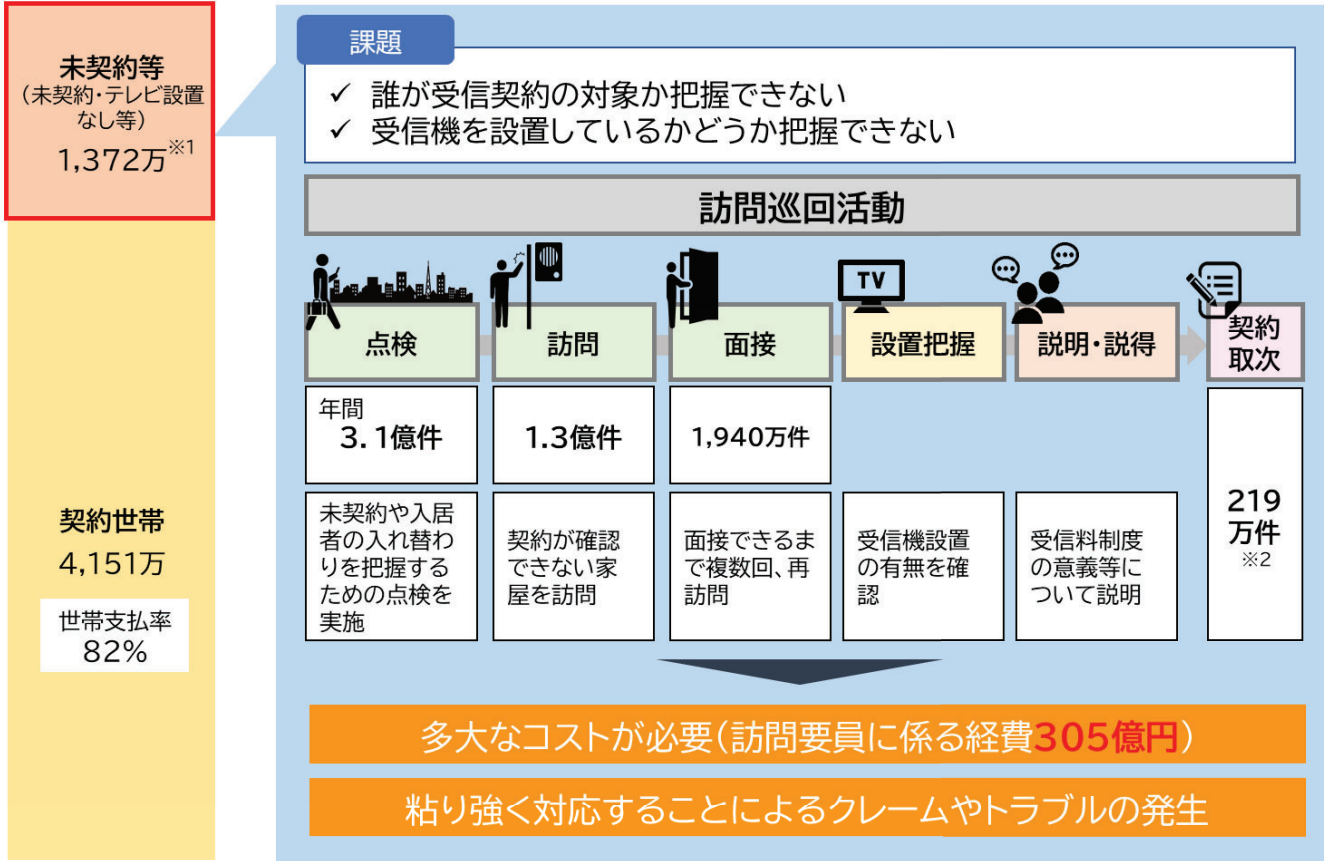 未契約等
（未契約・テレビ設置
なし等）
1,372万※1
契約世帯
4,151万
世帯支払率
82%
課題
✓ 誰が受信契約の対象か把握できない
✓ 受信機を設置しているかどうか把握できない
訪問巡回活動
TV
点検
訪問
面接
設置把握
説明・説得
契約
取次
年間
3.1億件
1.3億件
1,940万件
未契約や入居
者の入れ替わ
りを把握する
ための点検を
実施
契約が確認
できない家
屋を訪問
面接できるま
で複数回、再
訪問
受信機設置
の有無を確
認
受信料制度
の意義等に
ついて説明
219
万件
※2
多大なコストが必要（訪問要員に係る経費305億円）
粘り強く対応することによるクレームやトラブルの発生